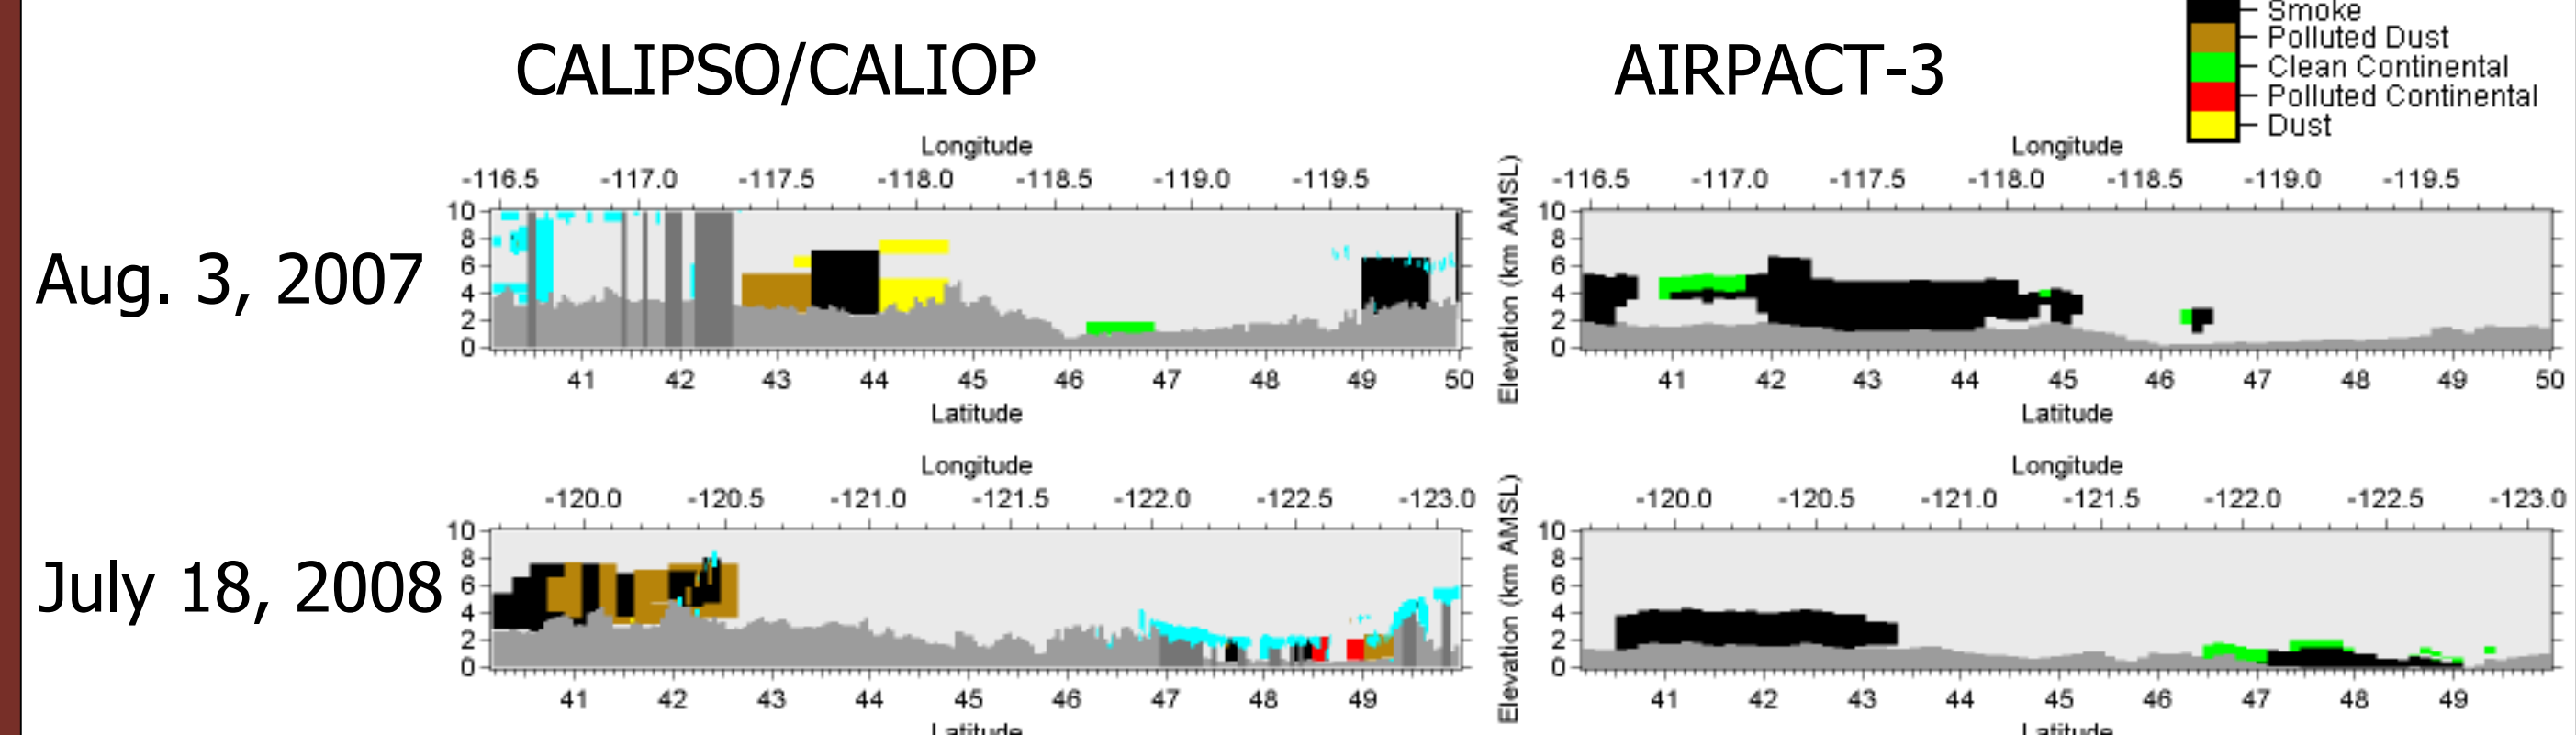 CALIPSO/CALIOP
AIRPACT-3
Smoke
Polluted Dust
Clean Continental
Polluted Continental
Dust
Aug. 3, 2007
Longitude
-116.5 -117.0 -117.5 -118.0 -118.5 -119.0 -119.5
10
8
6
4
2
0
41 42 43 44 45 46 47 48 49 50
Latitude
Longitude
-116.5 -117.0 -117.5 -118.0 -118.5 -119.0 -119.5
Elevation (km AMSL)
10
8
6
4
2
0
41 42 43 44 45 46 47 48 49 50
Latitude
July 18, 2008
Longitude
-120.0 -120.5 -121.0 -121.5 -122.0 -122.5 -123.0
10
8
6
4
2
0
41 42 43 44 45 46 47 48 49
Latitude
Longitude
-120.0 -120.5 -121.0 -121.5 -122.0 -122.5 -123.0
Elevation (km AMSL)
10
8
6
4
2
0
41 42 43 44 45 46 47 48 49
Latitude